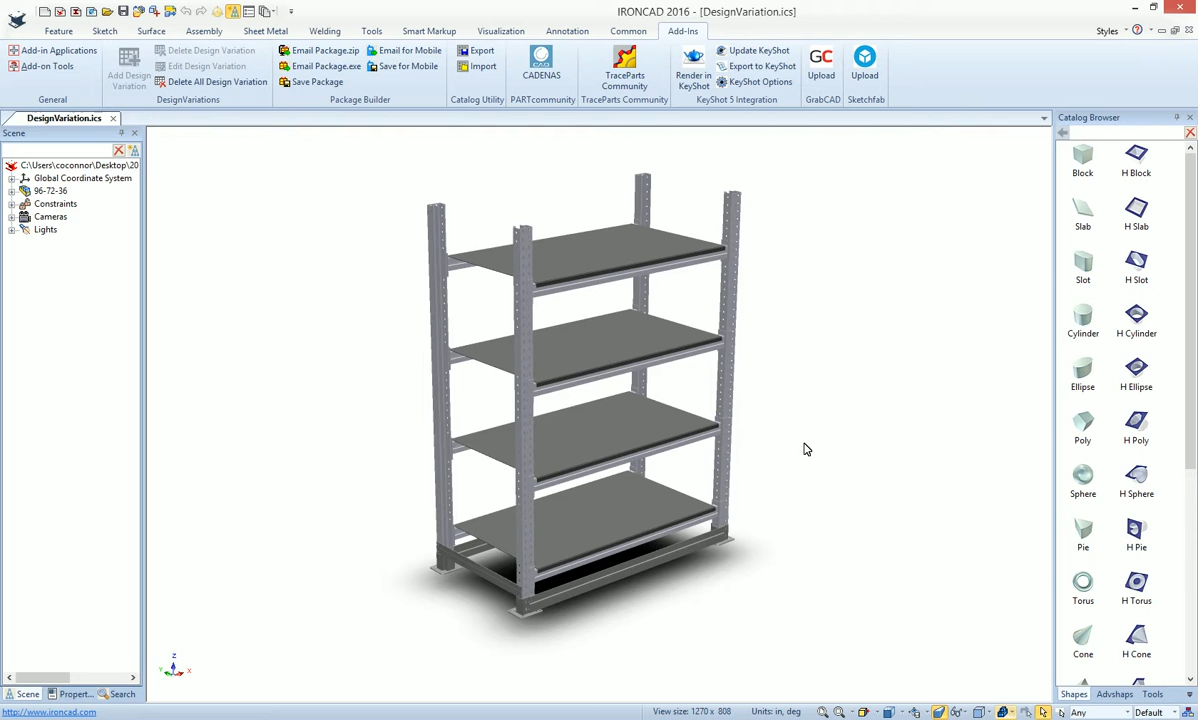 IRONCAD 2016 - [DesignVariation.ics]
Feature Sketch Surface Assembly Sheet Metal Welding Tools Smart Markup Visualization Annotation Common Add-Ins Styles
Add-in Applications
Add-on Tools
General
Add Design Variation
Delete Design Variation
Edit Design Variation
Delete All Design Variation
DesignVariations
Email Package.zip
Email Package.exe
Save Package
Email for Mobile
Save for Mobile
Package Builder
Export
Import
Catalog Utility
CADENAS
PARTcommunity
TraceParts Community
TraceParts Community
Render in KeyShot
Update KeyShot
Export to KeyShot
KeyShot Options
KeyShot 5 Integration
GC
Upload
GrabCAD
Upload
Sketchfab
DesignVariation.ics
Scene
C:\Users\coconnor\Desktop\20
Global Coordinate System
96-72-36
Constraints
Cameras
Lights
Z
Y X
Catalog Browser
Block H Block
Slab H Slab
Slot H Slot
Cylinder H Cylinder
Ellipse H Ellipse
Poly H Poly
Sphere H Sphere
Pie H Pie
Torus H Torus
Cone H Cone
Scene Propert... Search
Shapes Advshaps Tools
http://www.ironcad.com
View size: 1270 x 808 Units: in, deg Any Default